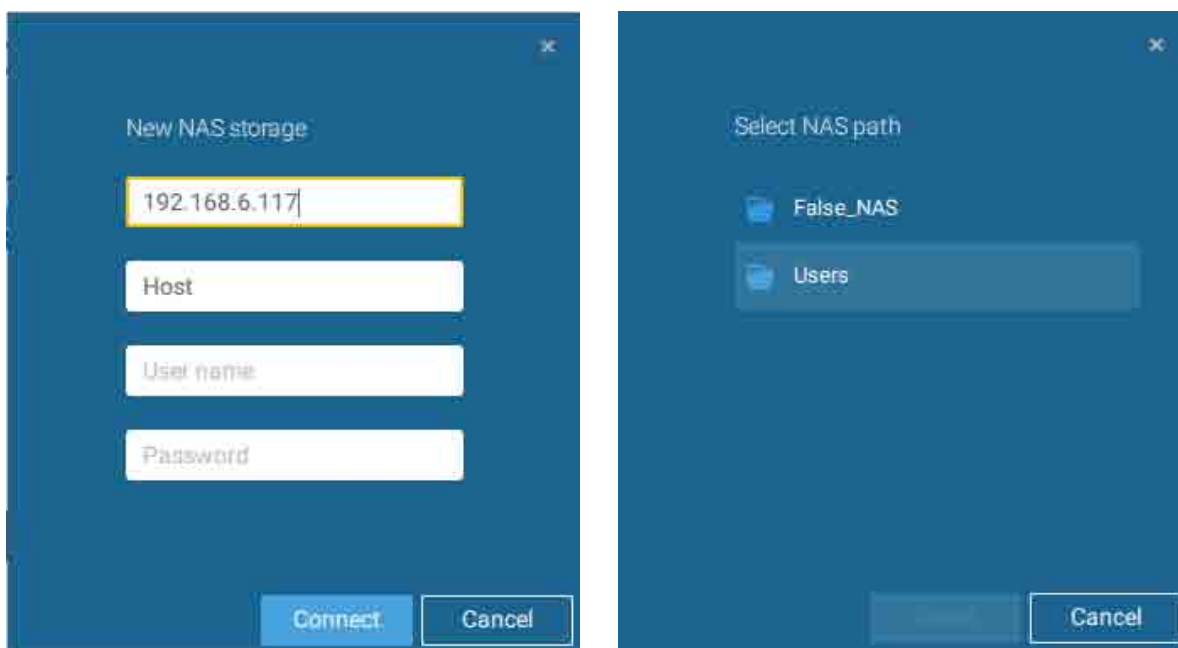 New NAS storage
192.168.6.117
Host
User name
Password
Connect
Cancel
Select NAS path
False_NAS
Users
Cancel